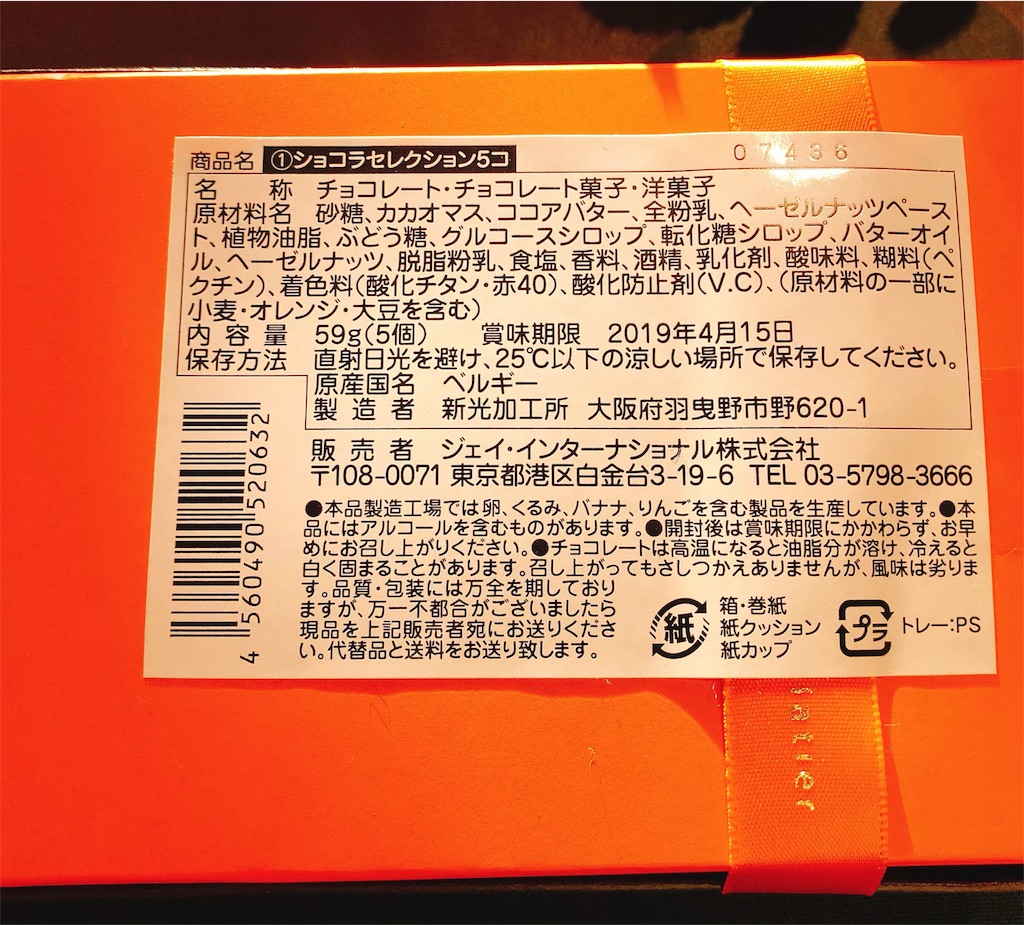 商品名 ①ショコラセレクション5コ
07436
名 称 チョコレート・チョコレート菓子・洋菓子
原材料名 砂糖、カカオマス、ココアバター、全粉乳、ヘーゼルナッツペース
ト、植物油脂、ぶどう糖、グルコースシロップ、転化糖シロップ、バターオイ
ル、ヘーゼルナッツ、脱脂粉乳、食塩、香料、酒精、乳化剤、酸味料、糊料(ペ
クチン)、着色料(酸化チタン・赤40)、酸化防止剤(V.C)、(原材料の一部に
小麦・オレンジ・大豆を含む)
内容量 59g(5個) 賞味期限 2019年4月15日
保存方法 直射日光を避け、25℃以下の涼しい場所で保存してください。
原産国名 ベルギー
製造者 新光加工所 大阪府羽曳野市野620-1
販売者 ジェイ・インターナショナル株式会社
〒108-0071 東京都港区白金台3-19-6 TEL 03-5798-3666
●本品製造工場では卵、くるみ、バナナ、りんごを含む製品を生産しています。●本
品にはアルコールを含むものがあります。●開封後は賞味期限にかかわらず、お早
めにお召し上がりください。●チョコレートは高温になると油脂分が溶け、冷えると
白く固まることがあります。召し上がってもさしつかえありませんが、風味は劣りま
す。品質・包装には万全を期しており
ますが、万一不都合がございましたら
現品を上記販売者宛にお送りくださ
い。代替品と送料をお送り致します。
紙
箱・巻紙
紙クッション
紙カップ
プラ
トレー:PS
4 560490 520632
atier